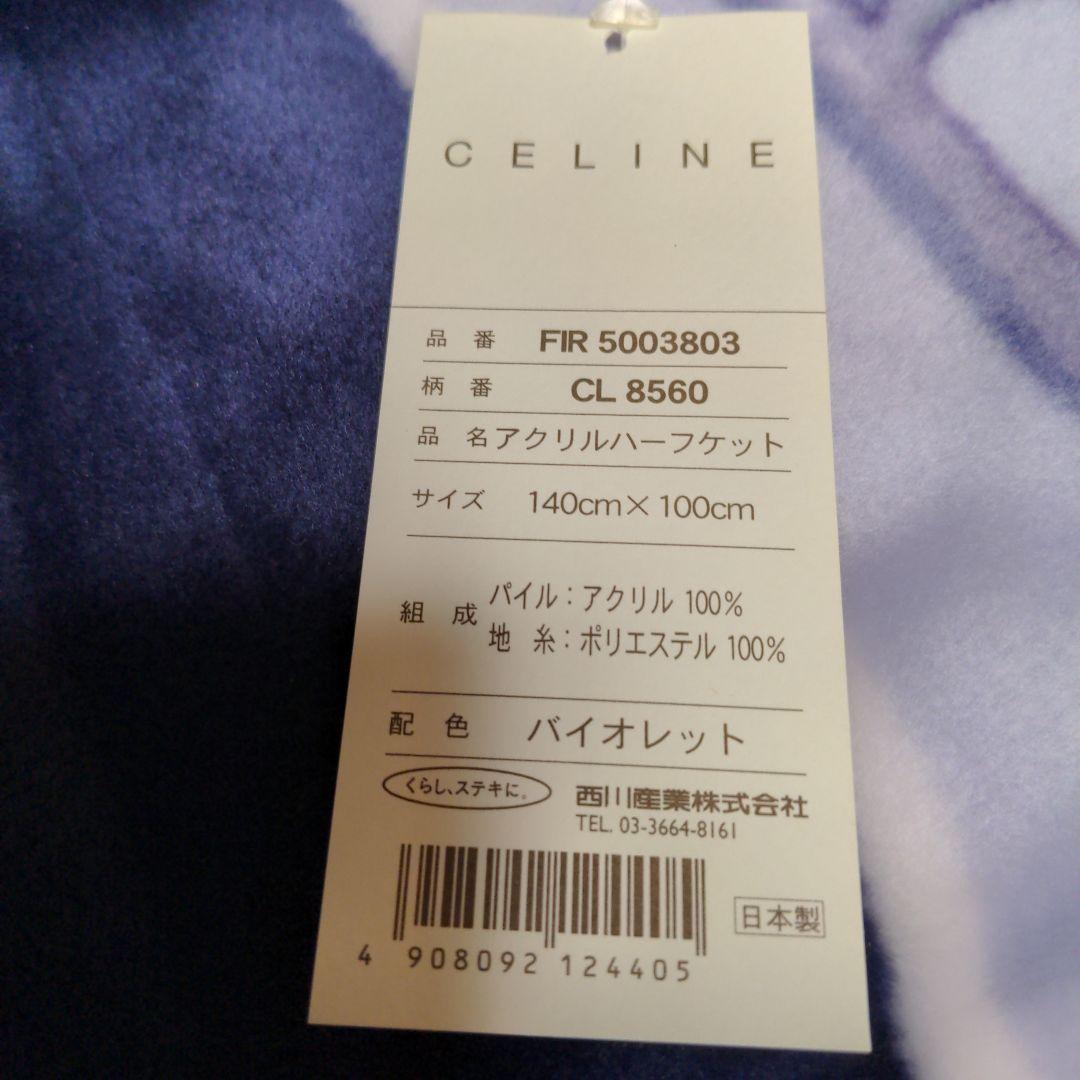 CELINE
品 番 FIR 5003803
柄 番 CL 8560
品 名 アクリルハーフケット
サイズ 140cm×100cm
組 成 パイル：アクリル 100%
地 糸：ポリエステル 100%
配 色 バイオレット
くらし、ステキに。 西川産業株式会社
TEL. 03-3664-8161
日本製
4 908092 124405